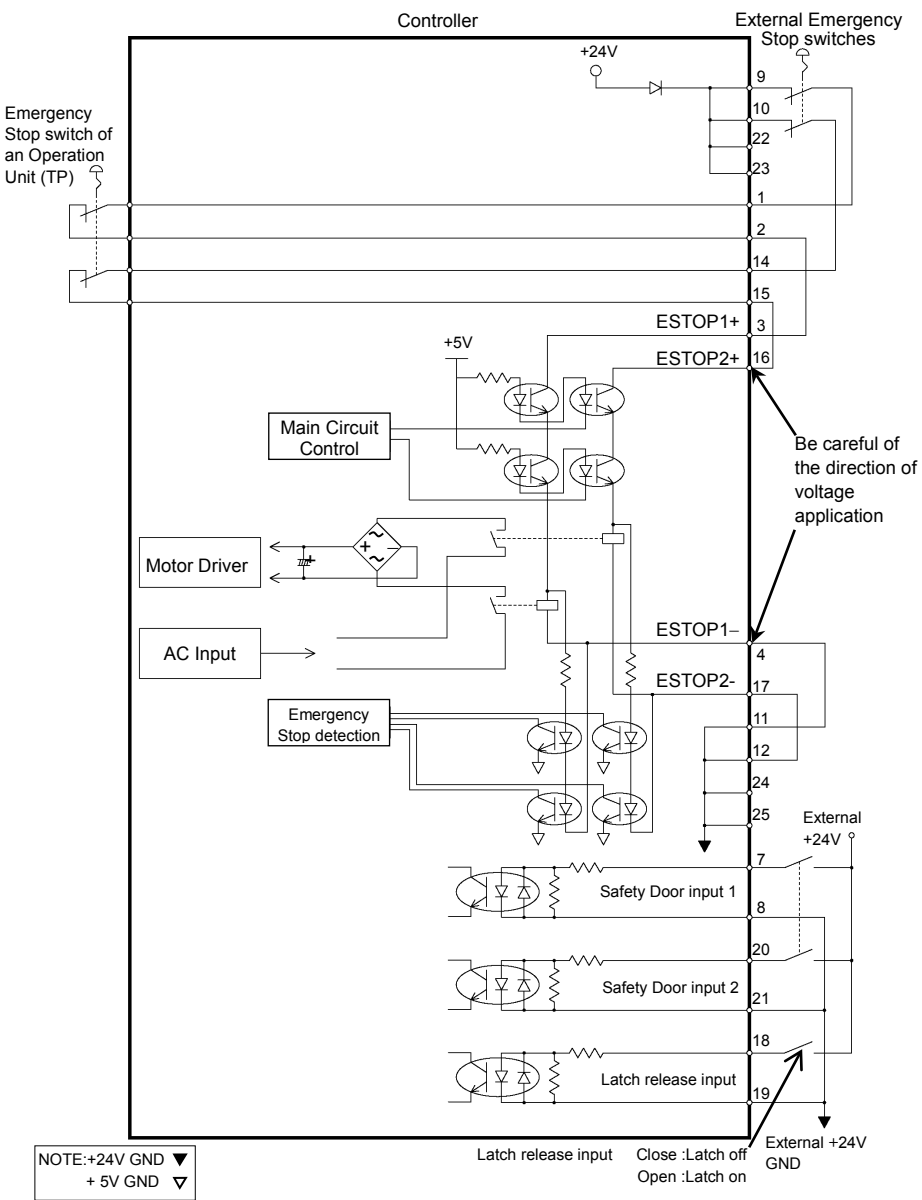 Controller
External Emergency
Stop switches
+24V
9
10
22
23
Emergency
Stop switch of
an Operation
Unit (TP)
1
2
14
15
ESTOP1+
3
+5V
ESTOP2+
16
Main Circuit
Control
Be careful of
the direction of
voltage
application
Motor Driver
+
~
~
−
+
AC Input
ESTOP1–
4
ESTOP2-
17
Emergency
Stop detection
11
12
24
25
External
+24V
7
Safety Door input 1
8
20
Safety Door input 2
21
18
Latch release input
19
Latch release input
Close :Latch off
Open :Latch on
External +24V
GND
NOTE:+24V GND ▼
+ 5V GND ▽